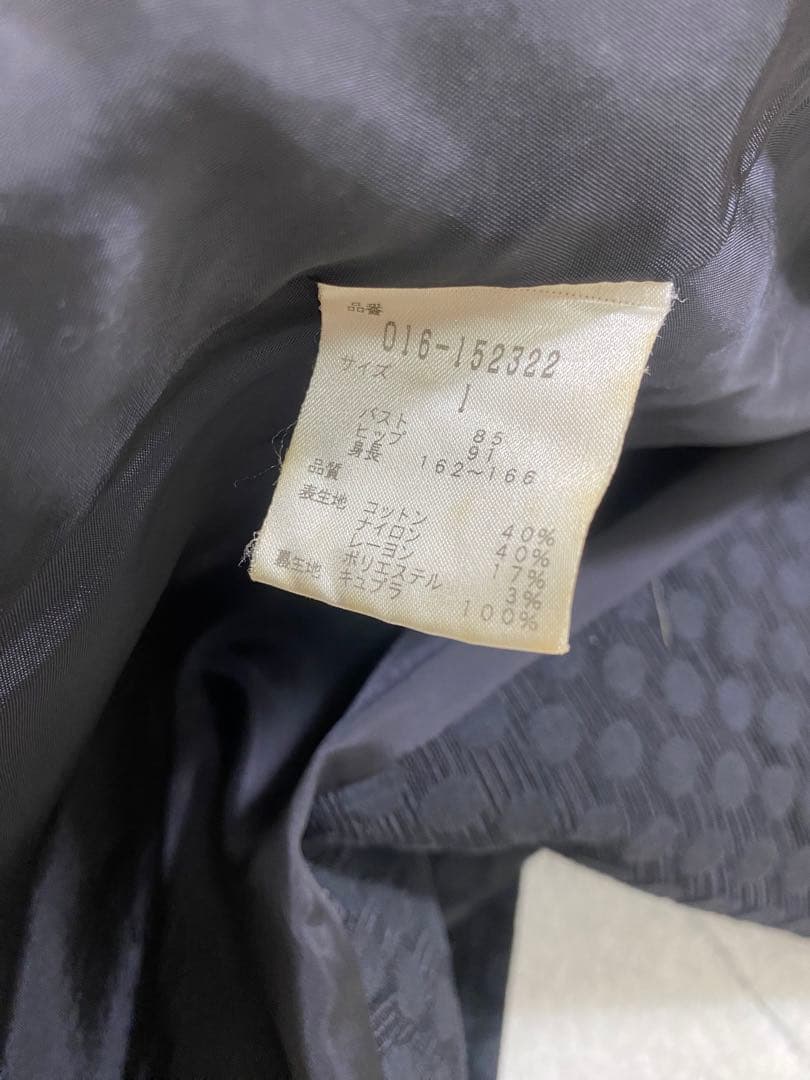 品番
016-152322
サイズ 1
バスト 85
ヒップ 91
身長 162～166
品質
表生地 コットン 40%
ナイロン 40%
レーヨン 17%
ポリエステル 3%
裏生地 キュプラ 100%